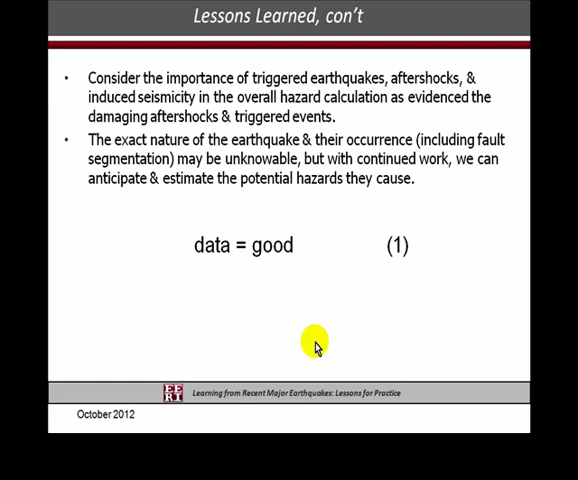 Lessons Learned, con't
• Consider the importance of triggered earthquakes, aftershocks, &
induced seismicity in the overall hazard calculation as evidenced the
damaging aftershocks & triggered events.
• The exact nature of the earthquake & their occurrence (including fault
segmentation) may be unknowable, but with continued work, we can
anticipate & estimate the potential hazards they cause.
data = good (1)
EE
RI Learning from Recent Major Earthquakes: Lessons for Practice
October 2012